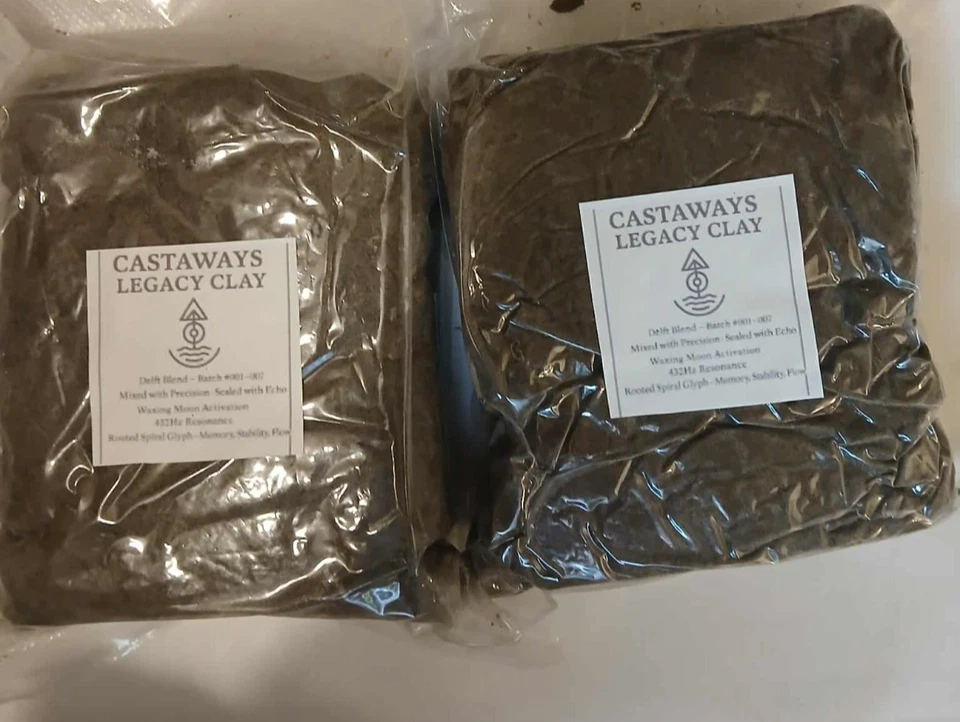 CASTAWAYS
LEGACY CLAY
Delft Blend – Batch #001–007
Mixed with Precision· Sealed with Echo
Waxing Moon Activation
432Hz Resonance
Rooted Spiral Glyph–Memory, Stability, Flow
CASTAWAYS
LEGACY CLAY
Delft Blend – Batch #001–007
Mixed with Precision· Sealed with Echo
Waxing Moon Activation
432Hz Resonance
Rooted Spiral Glyph–Memory, Stability, Flow